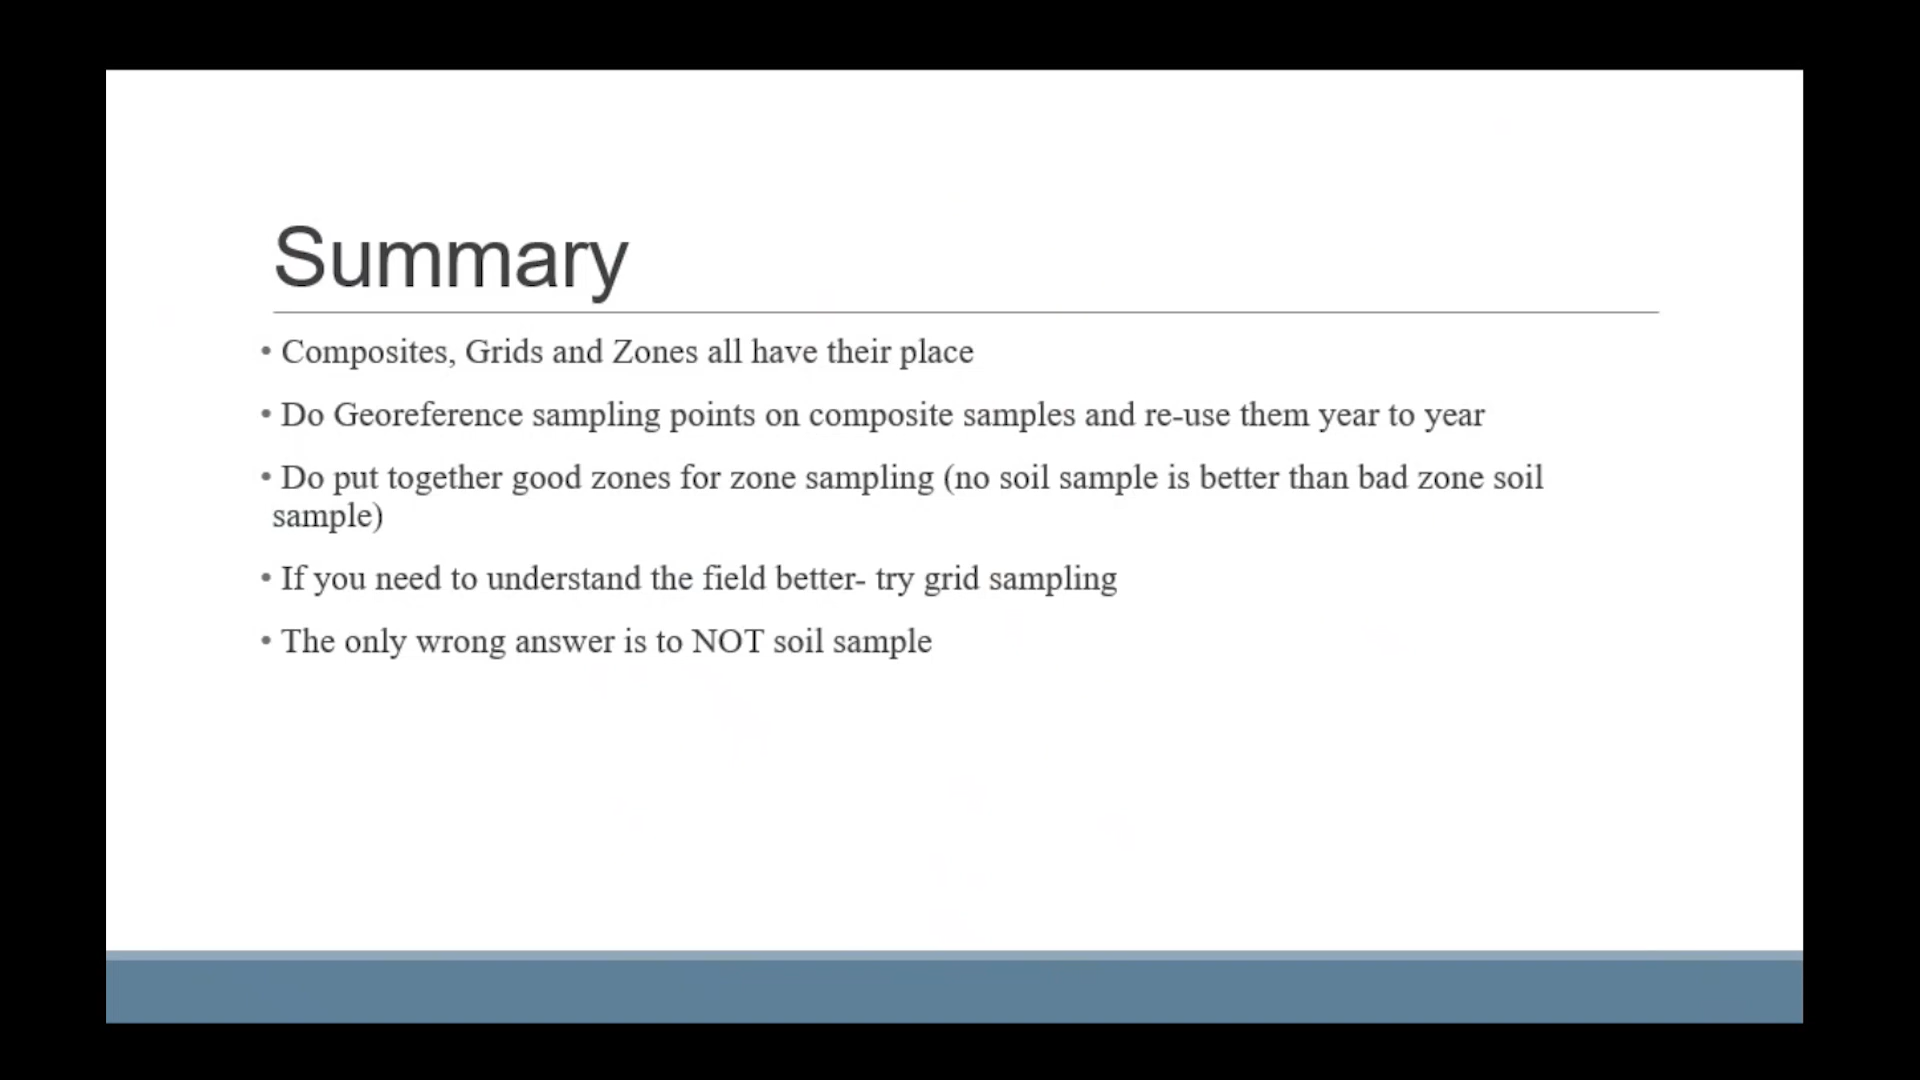 Summary
• Composites, Grids and Zones all have their place
• Do Georeference sampling points on composite samples and re-use them year to year
• Do put together good zones for zone sampling (no soil sample is better than bad zone soil
sample)
• If you need to understand the field better- try grid sampling
• The only wrong answer is to NOT soil sample